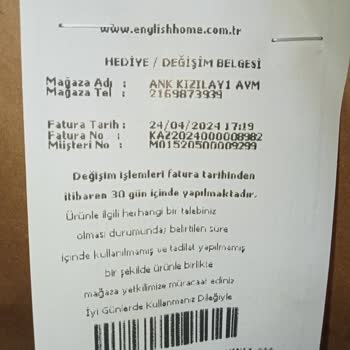 www.englishhome.com.tr
HEDİYE / DEĞİŞİM BELGESİ
Mağaza Adı : ANK KIZILAY1 AVM
Mağaza Tel : 2169873939
Fatura Tarih : 24/04/2024 17:19
Fatura No : KA22024000008982
Müşteri No : M01520500009299
Değişim işlemleri fatura tarihinden
itibaren 30 gün içinde yapılmaktadır.
Ürünle ilgili herhangi bir talebiniz
olması durumunda; belirtilen süre
içinde kullanılmamış ve tadilat yapılmamış
bir şekilde ürünle birlikte
mağaza yetkilimize müracaat ediniz
İyi Günlerde Kullanmanız Dileğiyle